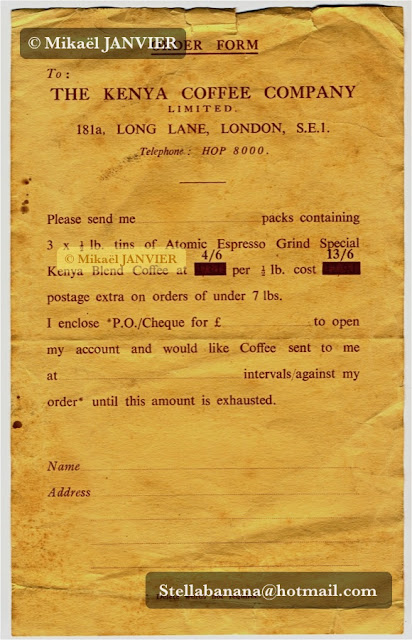 © Mikaël JANVIER
ORDER FORM
To :
THE KENYA COFFEE COMPANY
LIMITED.
181a, LONG LANE, LONDON, S.E.1.
Telephone : HOP 8000.
Please send me packs containing
3 x ½ lb. tins of Atomic Espresso Grind Special
© Mikaël JANVIER 4/6 13/6
Kenya Blend Coffee at per ½ lb. cost
postage extra on orders of under 7 lbs.
I enclose *P.O./Cheque for £ to open
my account and would like Coffee sent to me
at intervals against my
order* until this amount is exhausted.
Name
Address
Stellabanana@hotmail.com